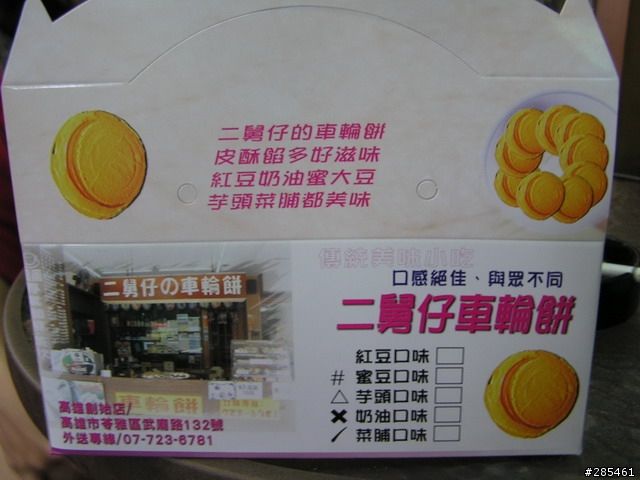 二舅仔的車輪餅
皮酥餡多好滋味
紅豆奶油蜜大豆
芋頭菜脯都美味
傳統美味小吃
口感絕佳、與眾不同
二舅仔車輪餅
紅豆口味
# 蜜豆口味
△ 芋頭口味
✖ 奶油口味
✓ 菜脯口味
二舅仔の車輪餅
車輪餅
高雄創始店/
高雄市苓雅區武廟路132號
外送專線/07-723-6781
#285461